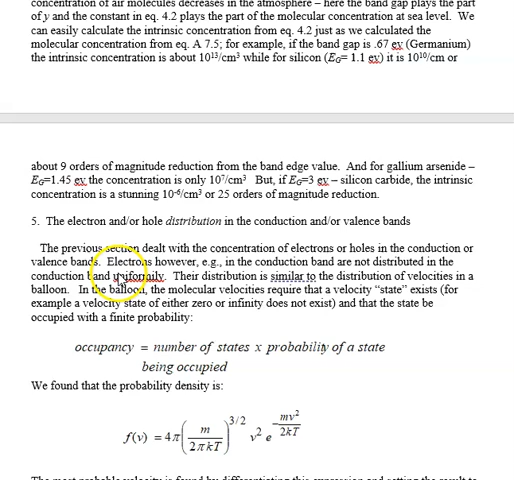 concentration of air molecules decreases in the atmosphere – here the band gap plays the part
of y and the constant in eq. 4.2 plays the part of the molecular concentration at sea level. We
can easily calculate the intrinsic concentration from eq. 4.2 just as we calculated the
molecular concentration from eq. A 7.5; for example, if the band gap is .67 ev (Germanium)
the intrinsic concentration is about 10¹³/cm³ while for silicon (E_G= 1.1 ev) it is 10¹⁰/cm or
about 9 orders of magnitude reduction from the band edge value. And for gallium arsenide –
E_G=1.45 ev the concentration is only 10⁷/cm³ But, if E_G=3 ev – silicon carbide, the intrinsic
concentration is a stunning 10⁻⁶/cm³ or 25 orders of magnitude reduction.
5. The electron and/or hole distribution in the conduction and/or valence bands
The previous section dealt with the concentration of electrons or holes in the conduction or
valence bands. Electrons however, e.g., in the conduction band are not distributed in the
conduction band yuiformily. Their distribution is similar to the distribution of velocities in a
balloon. In the balloon, the molecular velocities require that a velocity “state” exists (for
example a velocity state of either zero or infinity does not exist) and that the state be
occupied with a finite probability:
occupancy = number of states x probability of a state
being occupied
We found that the probability density is:
f(v) = 4π(m/2πkT)^3/2 v² e^−mv²/2kT